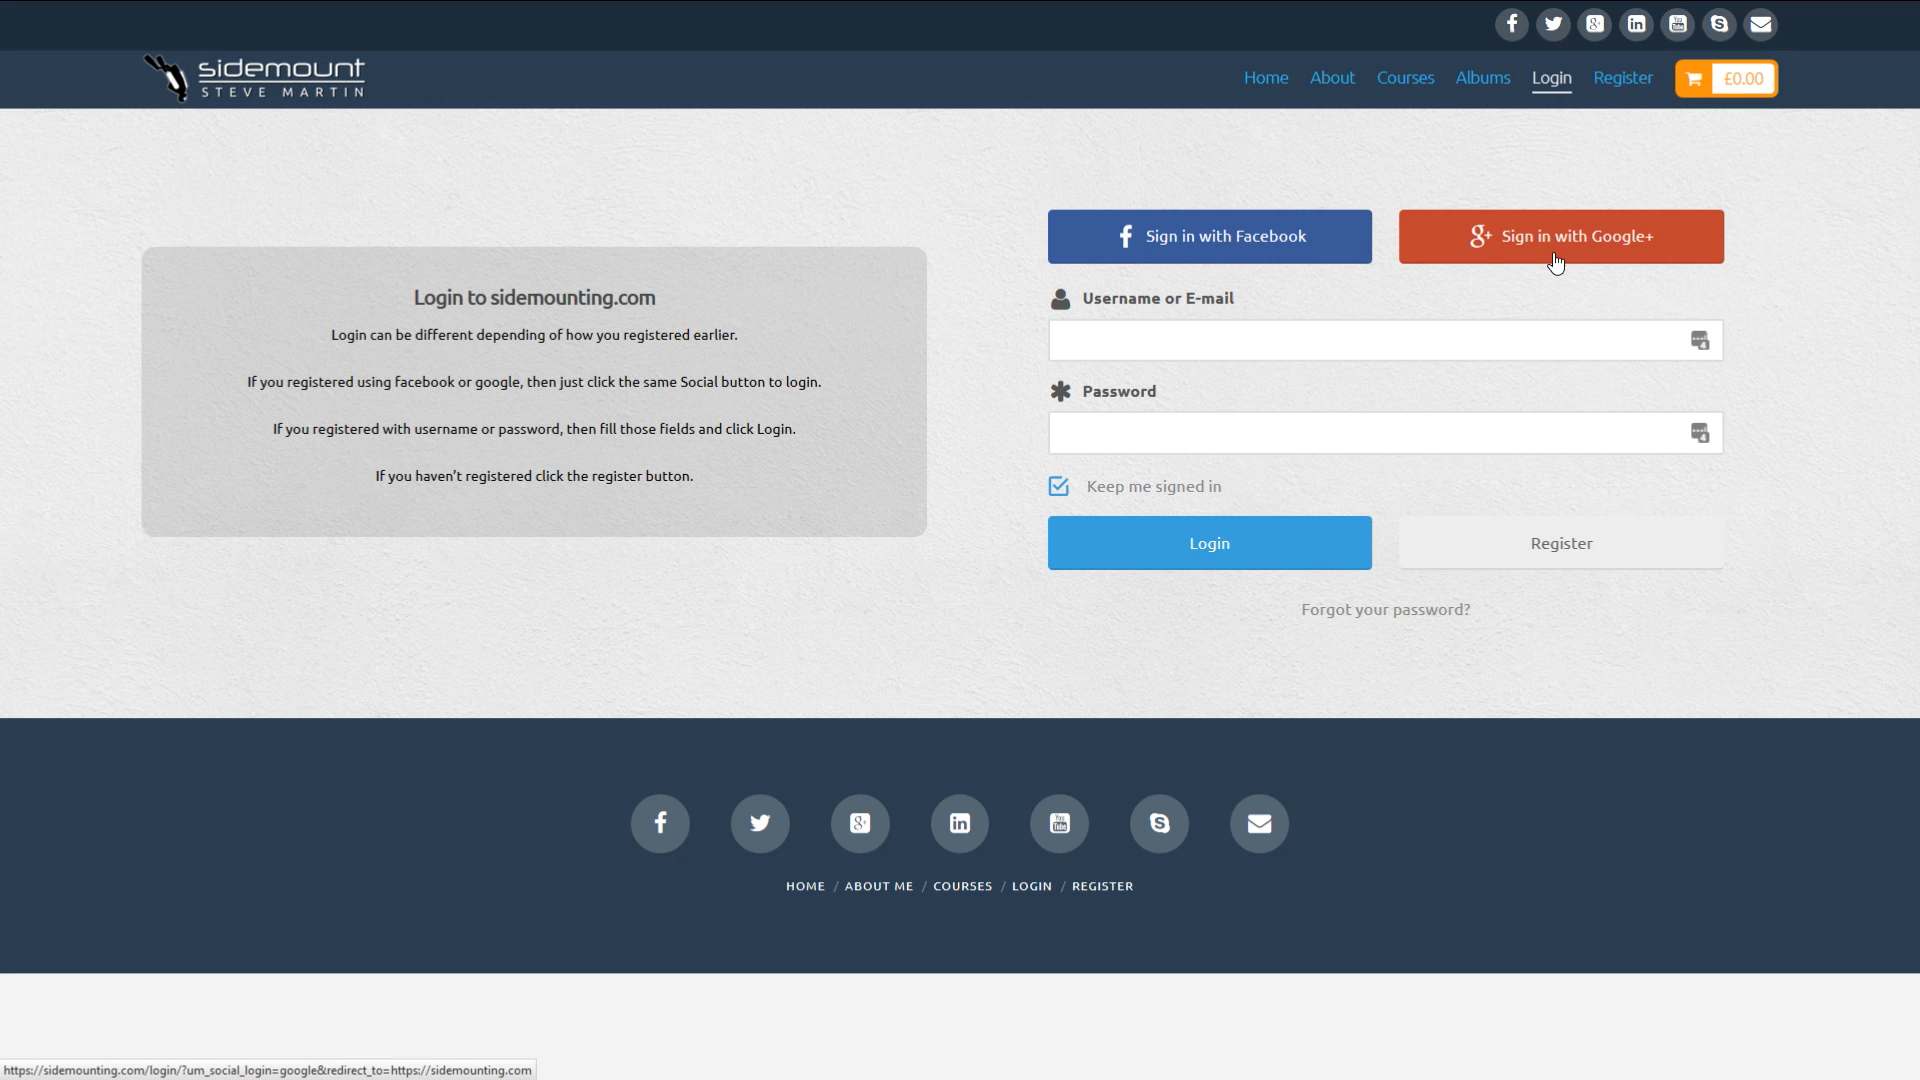 sidemount
STEVE MARTIN
Home
About
Courses
Albums
Login
Register
£0.00
Login to sidemounting.com
Login can be different depending of how you registered earlier.
If you registered using facebook or google, then just click the same Social button to login.
If you registered with username or password, then fill those fields and click Login.
If you haven't registered click the register button.
Sign in with Facebook
Sign in with Google+
Username or E-mail
Password
Keep me signed in
Login
Register
Forgot your password?
HOME / ABOUT ME / COURSES / LOGIN / REGISTER
https://sidemounting.com/login/?um_social_login=google&redirect_to=https://sidemounting.com